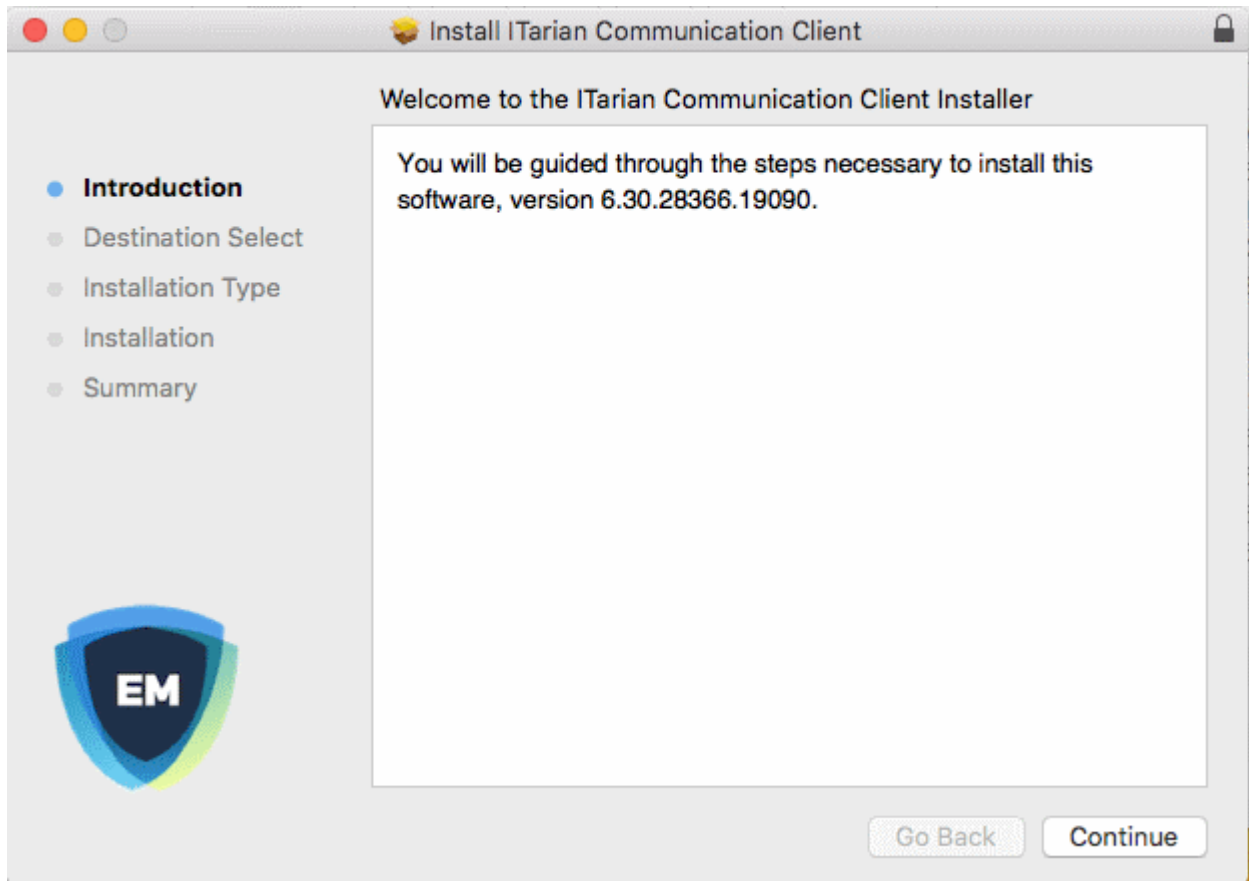 Install ITarian Communication Client
Welcome to the ITarian Communication Client Installer
Introduction
Destination Select
Installation Type
Installation
Summary
You will be guided through the steps necessary to install this
software, version 6.30.28366.19090.
EM
Go Back
Continue